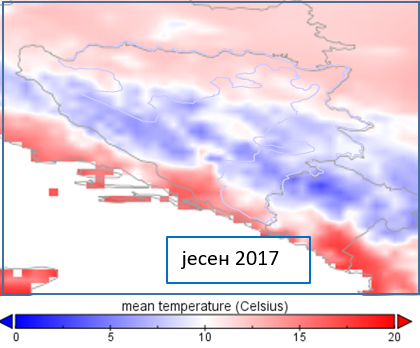 јесен 2017
mean temperature (Celsius)
0 5 10 15 20